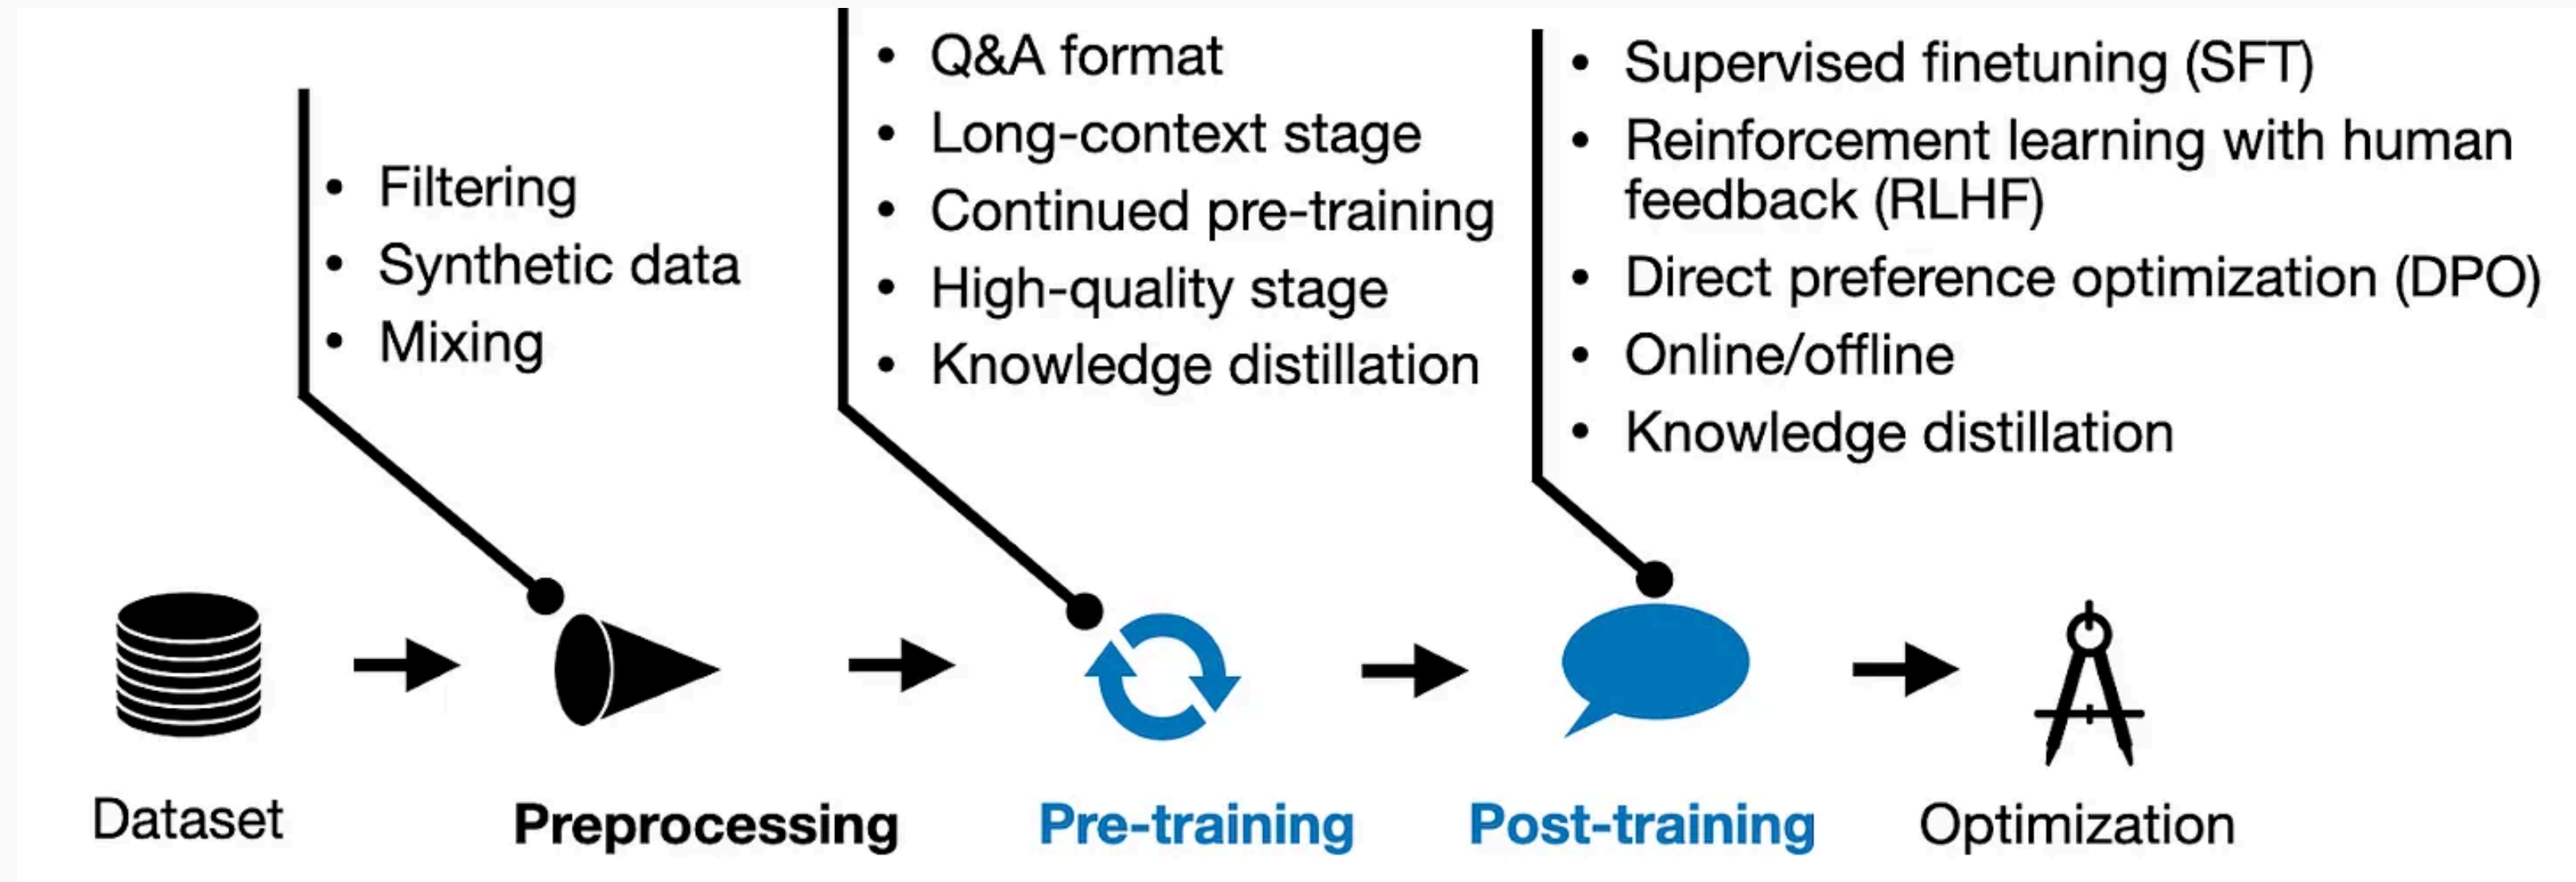 • Filtering
• Synthetic data
• Mixing
• Q&A format
• Long-context stage
• Continued pre-training
• High-quality stage
• Knowledge distillation
• Supervised finetuning (SFT)
• Reinforcement learning with human
feedback (RLHF)
• Direct preference optimization (DPO)
• Online/offline
• Knowledge distillation
Dataset
Preprocessing
Pre-training
Post-training
Optimization